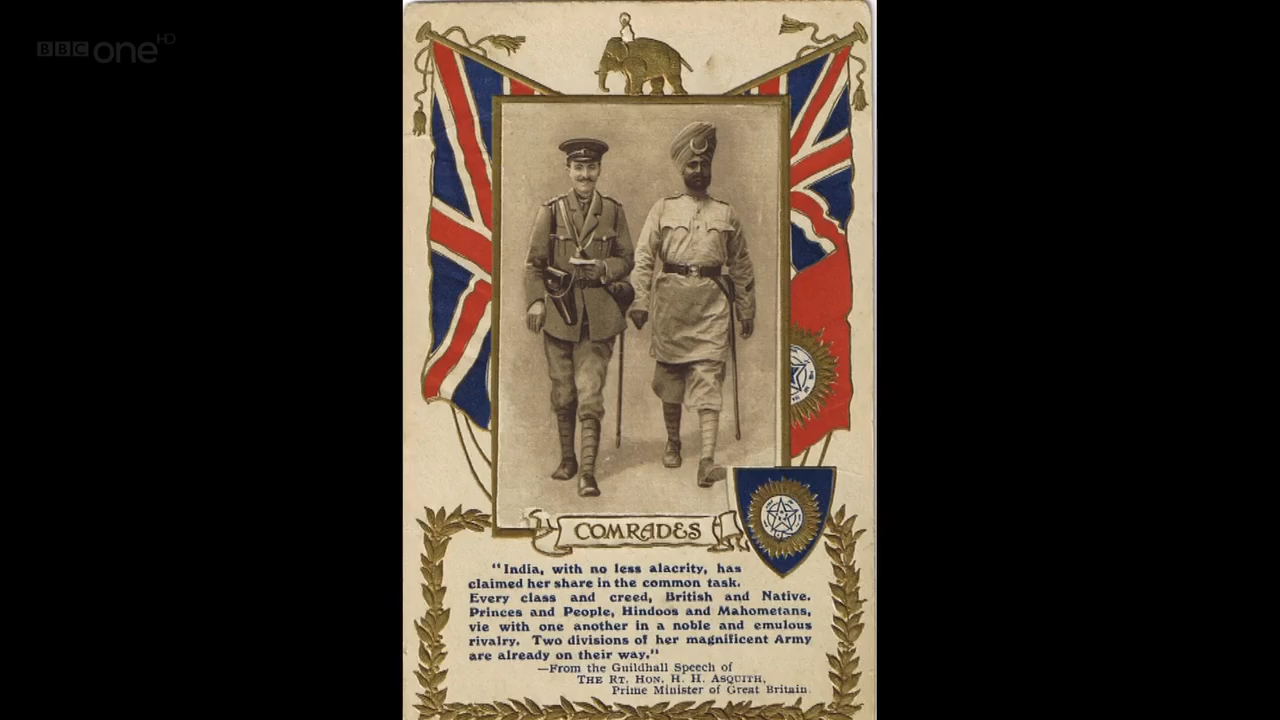 BBC one HD
COMRADES
"India, with no less alacrity, has
claimed her share in the common task.
Every class and creed, British and Native.
Princes and People, Hindoos and Mahometans,
vie with one another in a noble and emulous
rivalry. Two divisions of her magnificent Army
are already on their way."
—From the Guildhall Speech of
THE RT. HON. H. H. ASQUITH,
Prime Minister of Great Britain.